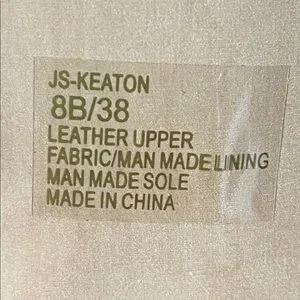 JS-KEATON
8B/38
LEATHER UPPER
FABRIC/MAN MADE LINING
MAN MADE SOLE
MADE IN CHINA